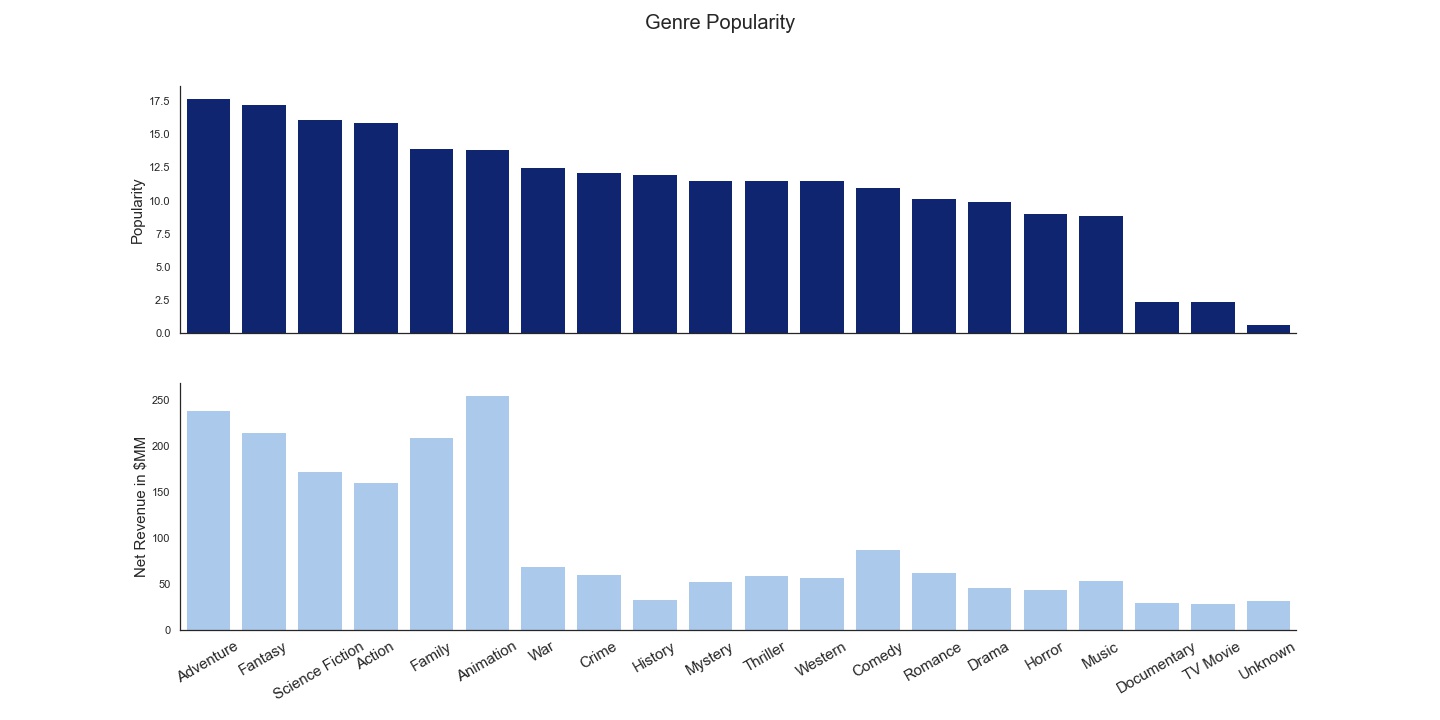 Genre Popularity
Popularity
17.5
15.0
12.5
10.0
7.5
5.0
2.5
0.0
Net Revenue in $MM
250
200
150
100
50
0
Adventure
Fantasy
Science Fiction
Action
Family
Animation
War
Crime
History
Mystery
Thriller
Western
Comedy
Romance
Drama
Horror
Music
Documentary
TV Movie
Unknown